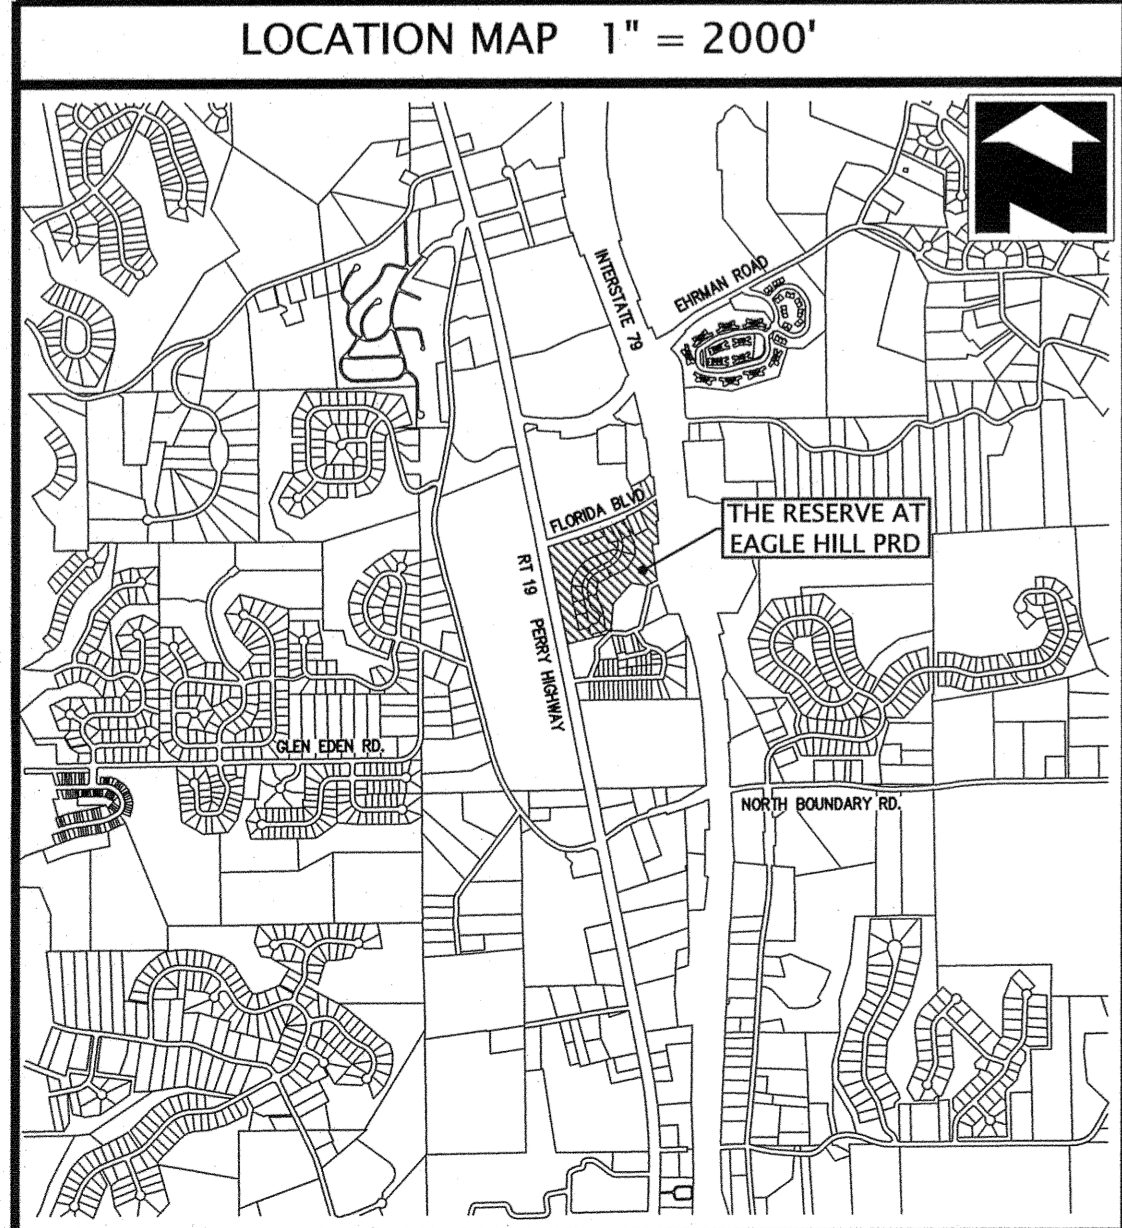 LOCATION MAP 1" = 2000'
N
INTERSTATE 79
EHRMAN ROAD
FLORIDA BLVD
THE RESERVE AT
EAGLE HILL PRD
RT 19 PERRY HIGHWAY
GLEN EDEN RD.
NORTH BOUNDARY RD.